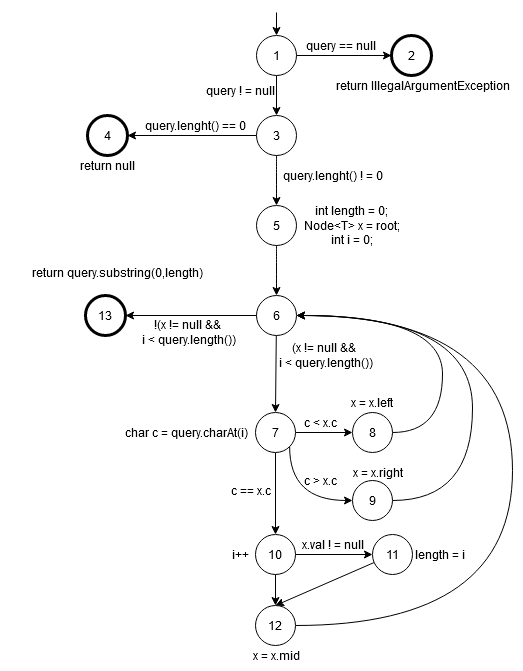 1
query == null
2
return IllegalArgumentException
query ! = null
query.lenght() == 0
4
3
return null
query.lenght() ! = 0
5
int length = 0;
Node<T> x = root;
int i = 0;
return query.substring(0,length)
13
6
!(x != null &&
i < query.length())
(x != null &&
i < query.length())
x = x.left
char c = query.charAt(i)
7
c < x.c
8
x = x.right
c > x.c
9
c == x.c
i++
10
x.val ! = null
11
length = i
12
x = x.mid